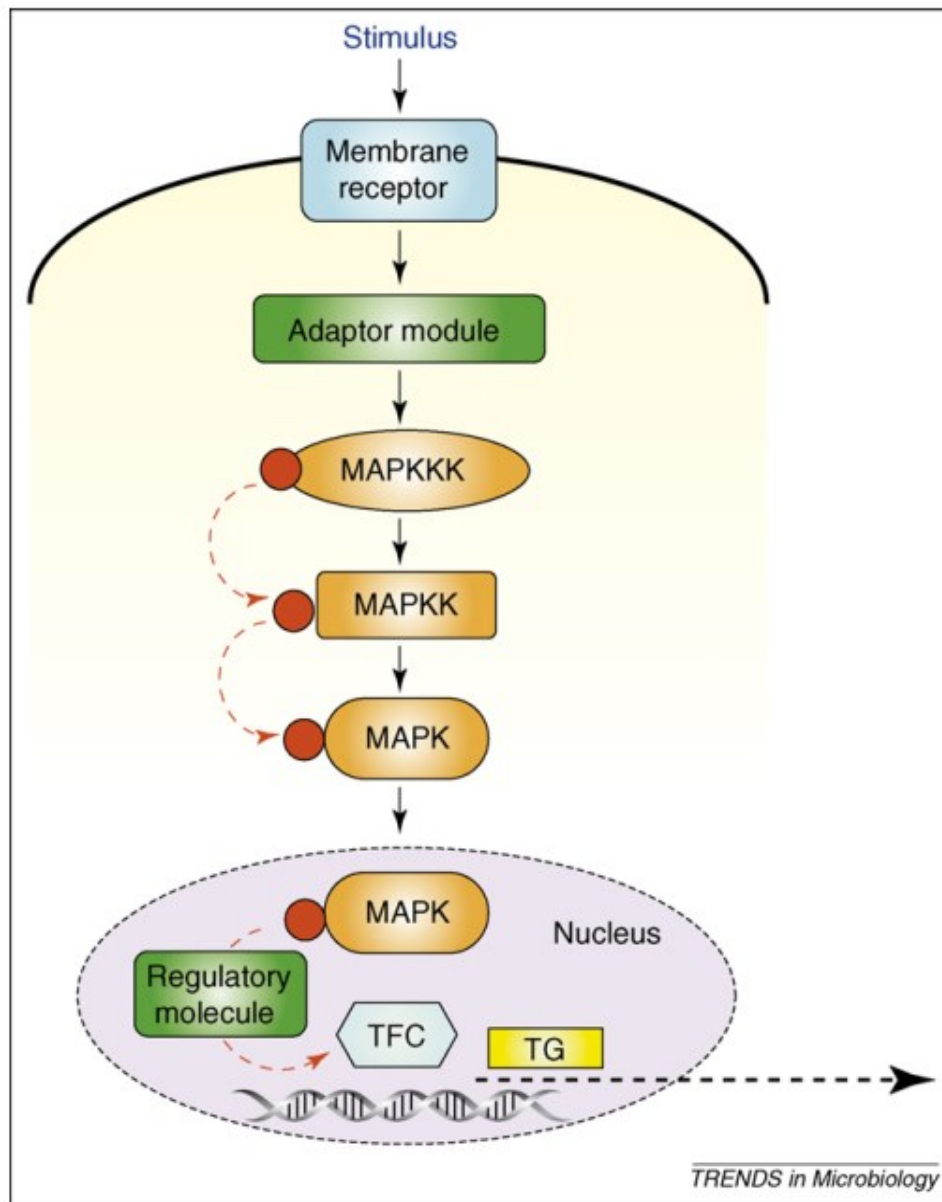 Stimulus
Membrane
receptor
Adaptor module
MAPKKK
MAPKK
MAPK
MAPK
Nucleus
Regulatory
molecule
TFC
TG
TRENDS in Microbiology